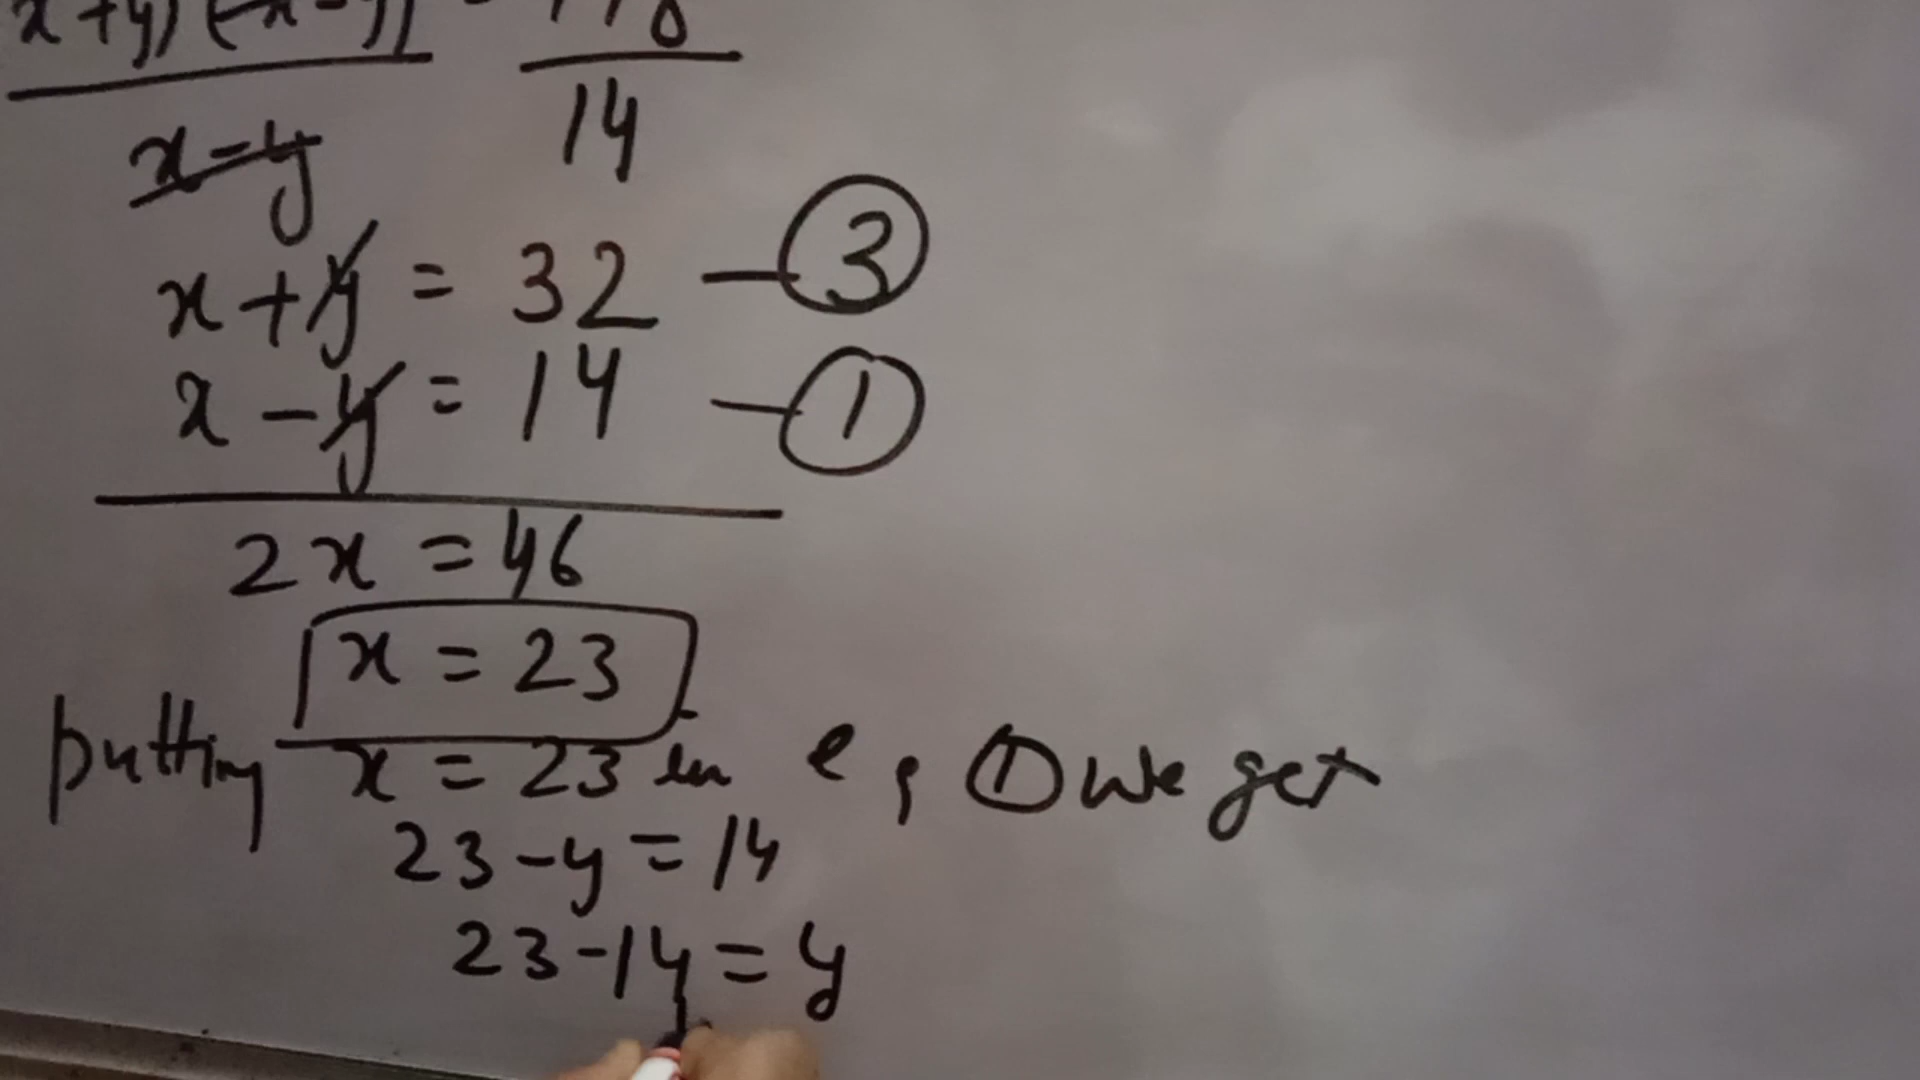 x+y) (x-y)
14
x-y
x+y = 32 — ③
x-y = 14 — ①
2x = 46
x = 23
putting x = 23 in eq ① we get
23-y = 14
23-14 = y